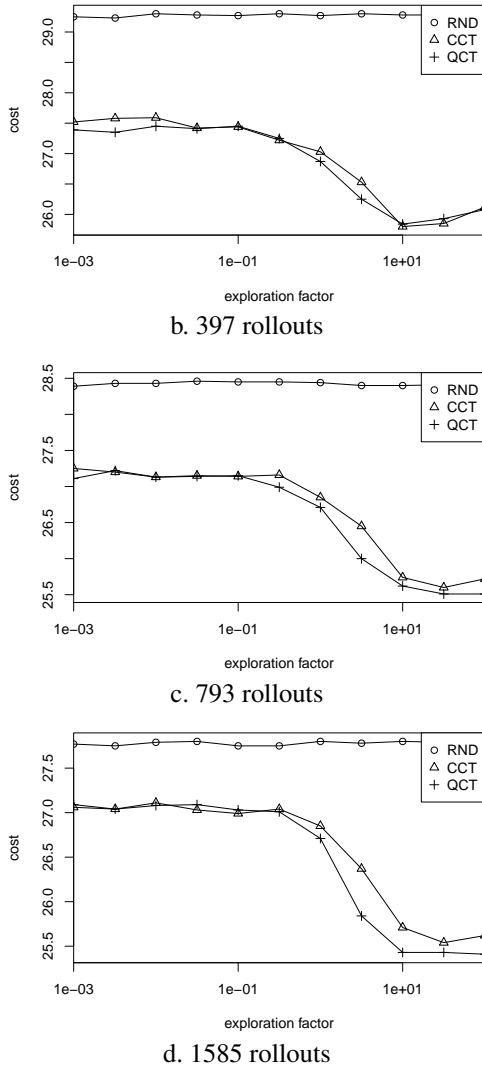 29.0
28.0
27.0
26.0
cost
RND
CCT
QCT
1e−03
1e−01
1e+01
exploration factor
b. 397 rollouts
28.5
27.5
26.5
25.5
cost
RND
CCT
QCT
1e−03
1e−01
1e+01
exploration factor
c. 793 rollouts
27.5
27.0
26.5
26.0
25.5
cost
RND
CCT
QCT
1e−03
1e−01
1e+01
exploration factor
d. 1585 rollouts